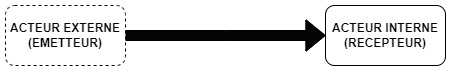 ACTEUR EXTERNE
(EMETTEUR)
ACTEUR INTERNE
(RECEPTEUR)